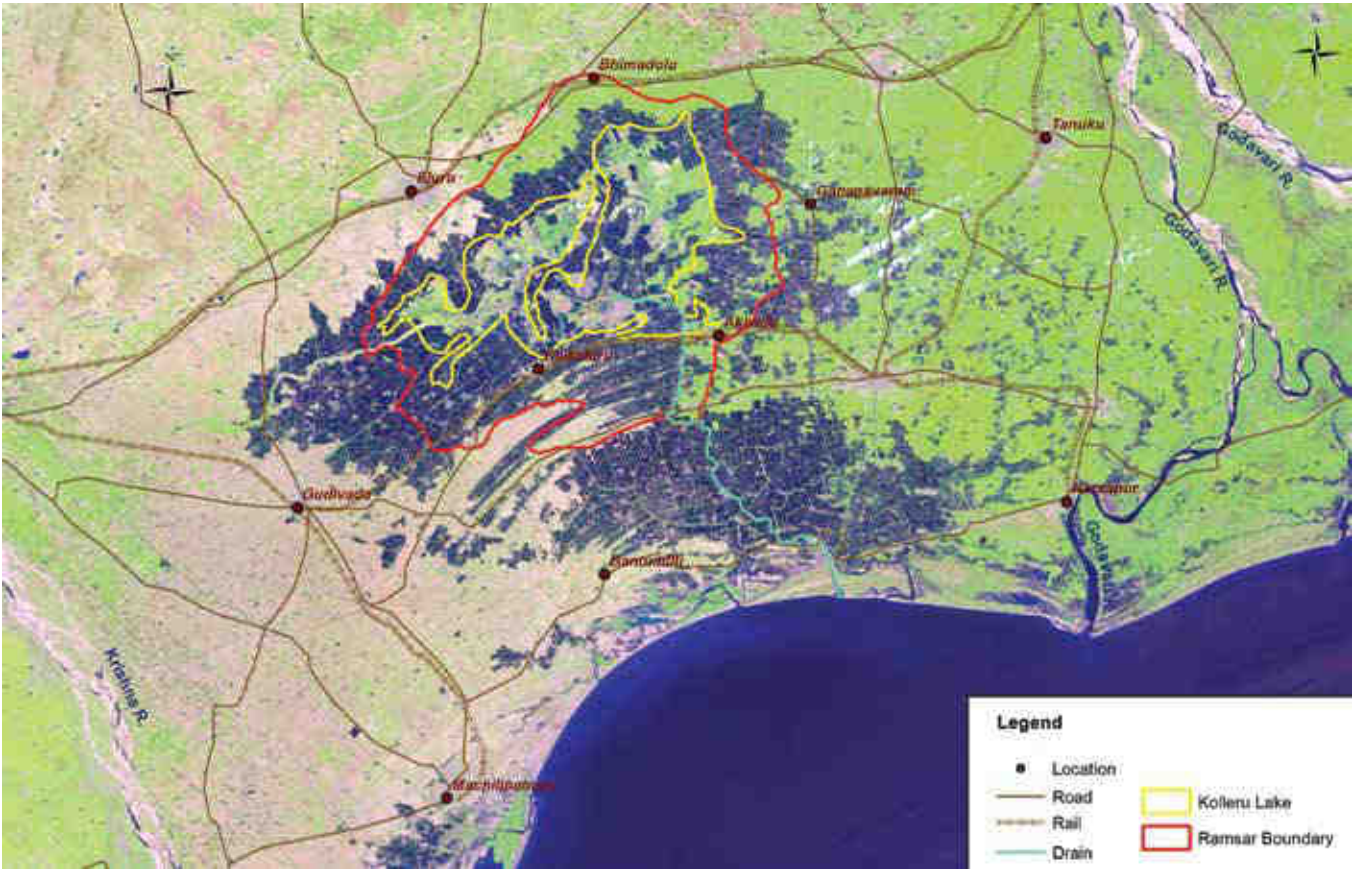 Bhimadolu
Tanuku
Godavari R.
Eluru
Ganapavaram
Godavari R.
Akividu
Gudivada
Narsapur
Godavari R.
Bantumilli
Krishna R.
Machilipatnam
Legend
Location
Road
Rail
Drain
Kolleru Lake
Ramsar Boundary